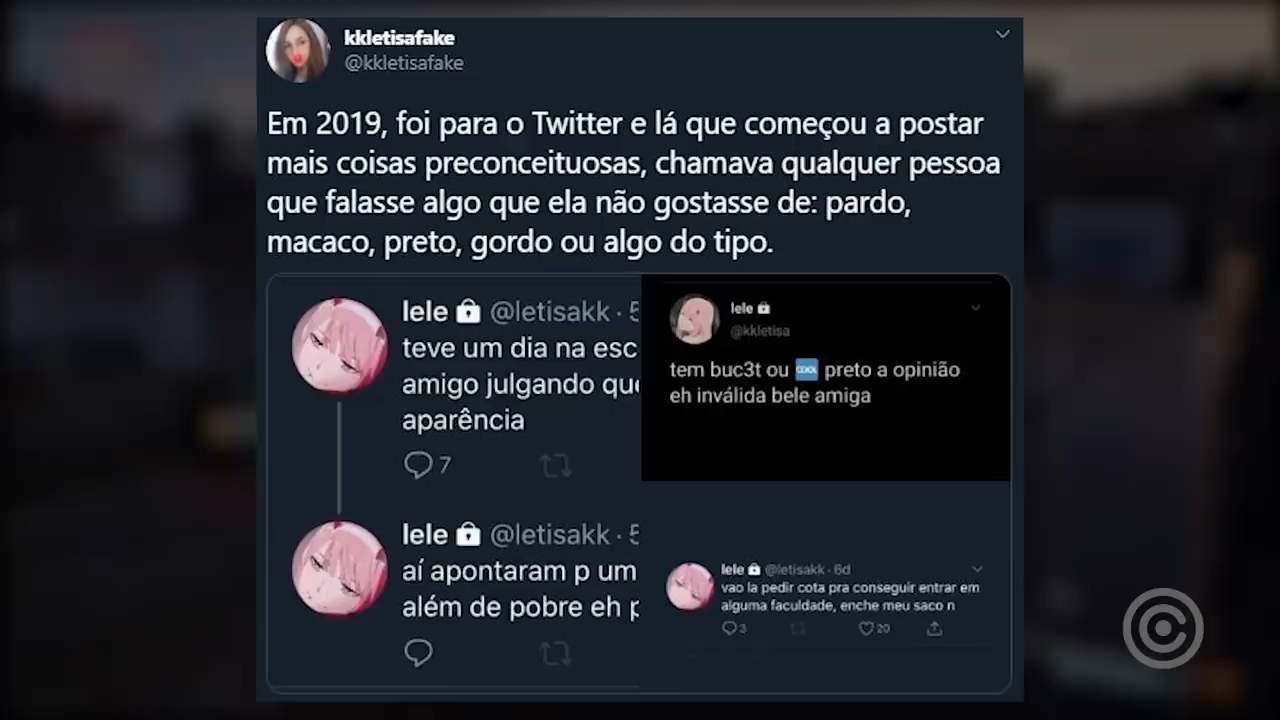 kkletisafake
@kkletisafake
Em 2019, foi para o Twitter e lá que começou a postar
mais coisas preconceituosas, chamava qualquer pessoa
que falasse algo que ela não gostasse de: pardo,
macaco, preto, gordo ou algo do tipo.
lele @letisakk · 5
teve um dia na esc
amigo julgando que
aparência
7
lele @letisakk · 5
aí apontaram p um
além de pobre eh p
lele
@kkletisa
tem buc3t ou COOL preto a opinião
eh inválida bele amiga
lele @letisakk · 6d
vao la pedir cota pra conseguir entrar em
alguma faculdade, enche meu saco n
3 20